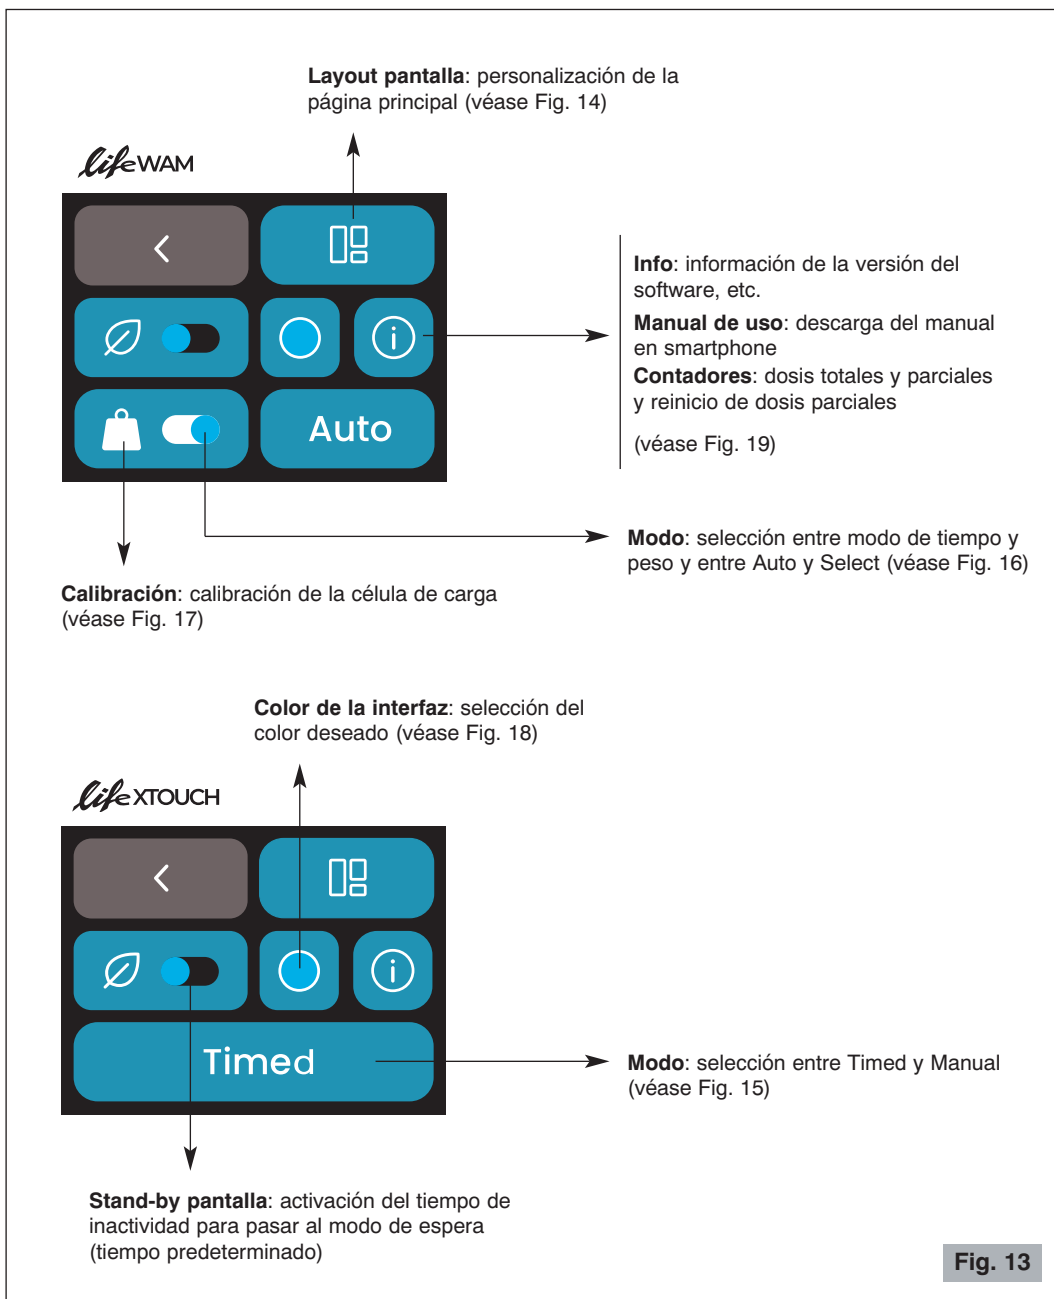 Layout pantalla: personalización de la
página principal (véase Fig. 14)
lifeWAM
Info: información de la versión del
software, etc.
Manual de uso: descarga del manual
en smartphone
Contadores: dosis totales y parciales
y reinicio de dosis parciales
(véase Fig. 19)
Auto
Modo: selección entre modo de tiempo y
peso y entre Auto y Select (véase Fig. 16)
Calibración: calibración de la célula de carga
(véase Fig. 17)
Color de la interfaz: selección del
color deseado (véase Fig. 18)
lifeXTOUCH
Timed
Modo: selección entre Timed y Manual
(véase Fig. 15)
Stand-by pantalla: activación del tiempo de
inactividad para pasar al modo de espera
(tiempo predeterminado)
Fig. 13